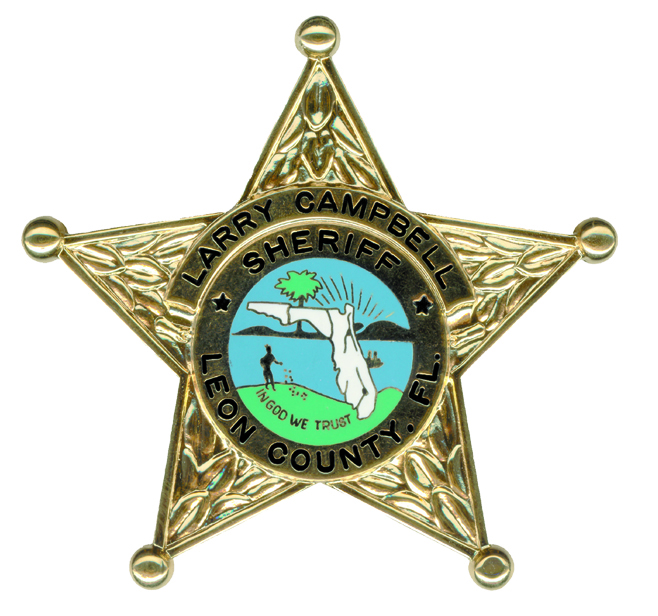 LARRY CAMPBELL
SHERIFF
IN GOD WE TRUST
LEON COUNTY, FL.